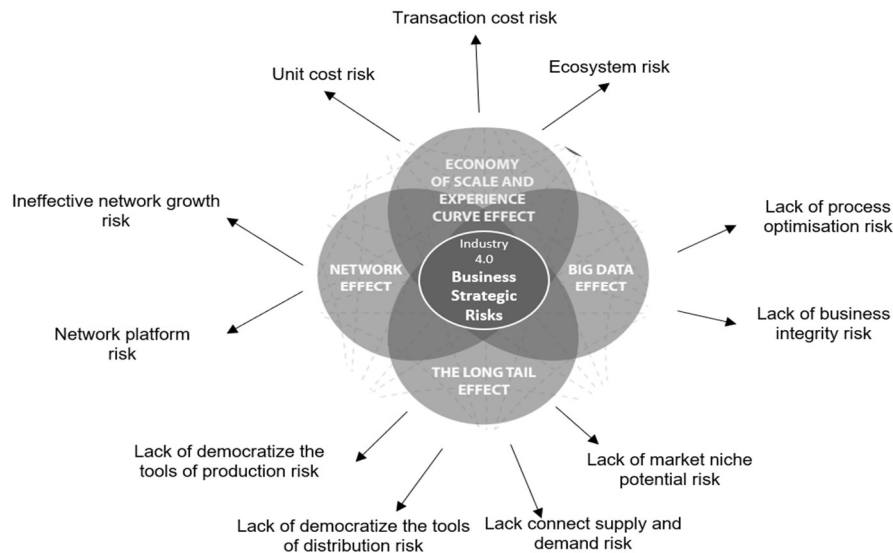 Transaction cost risk
Unit cost risk
Ecosystem risk
ECONOMY
OF SCALE AND
EXPERIENCE
CURVE EFFECT
Ineffective network growth
risk
Lack of process
optimisation risk
NETWORK
EFFECT
Industry
4.0
Business
Strategic
Risks
BIG DATA
EFFECT
Network platform
risk
Lack of business
integrity risk
THE LONG TAIL
EFFECT
Lack of democratize the
tools of production risk
Lack of market niche
potential risk
Lack of democratize the tools
of distribution risk
Lack connect supply and
demand risk